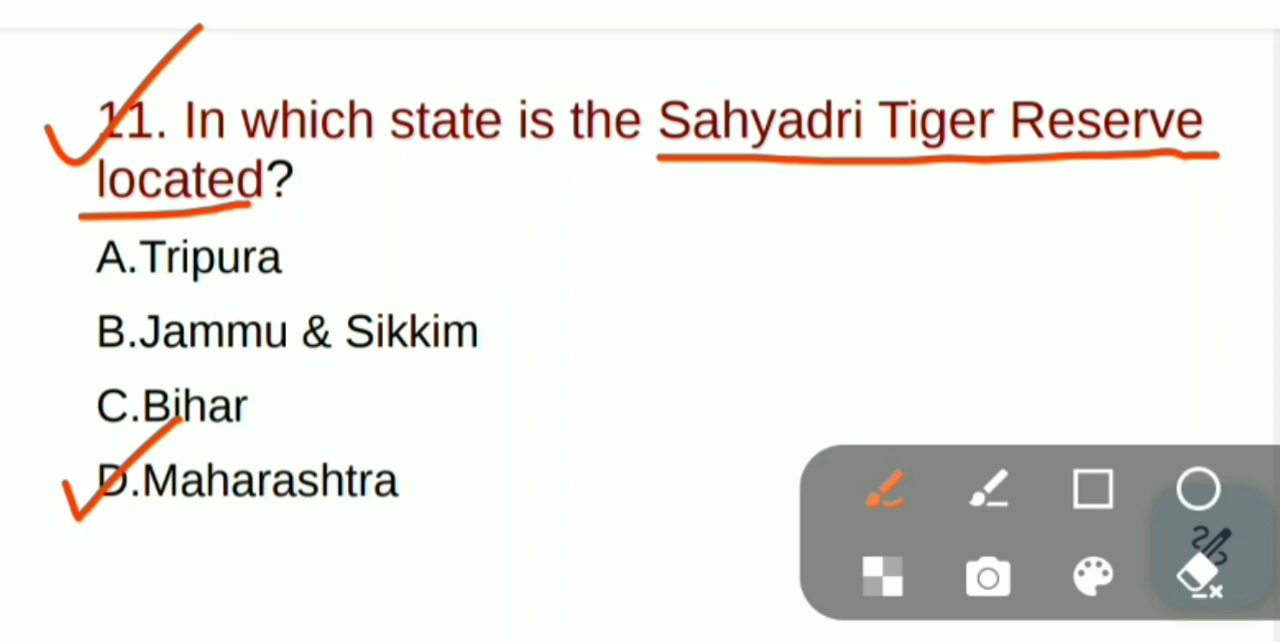 11. In which state is the Sahyadri Tiger Reserve
located?
A.Tripura
B.Jammu & Sikkim
C.Bihar
D.Maharashtra